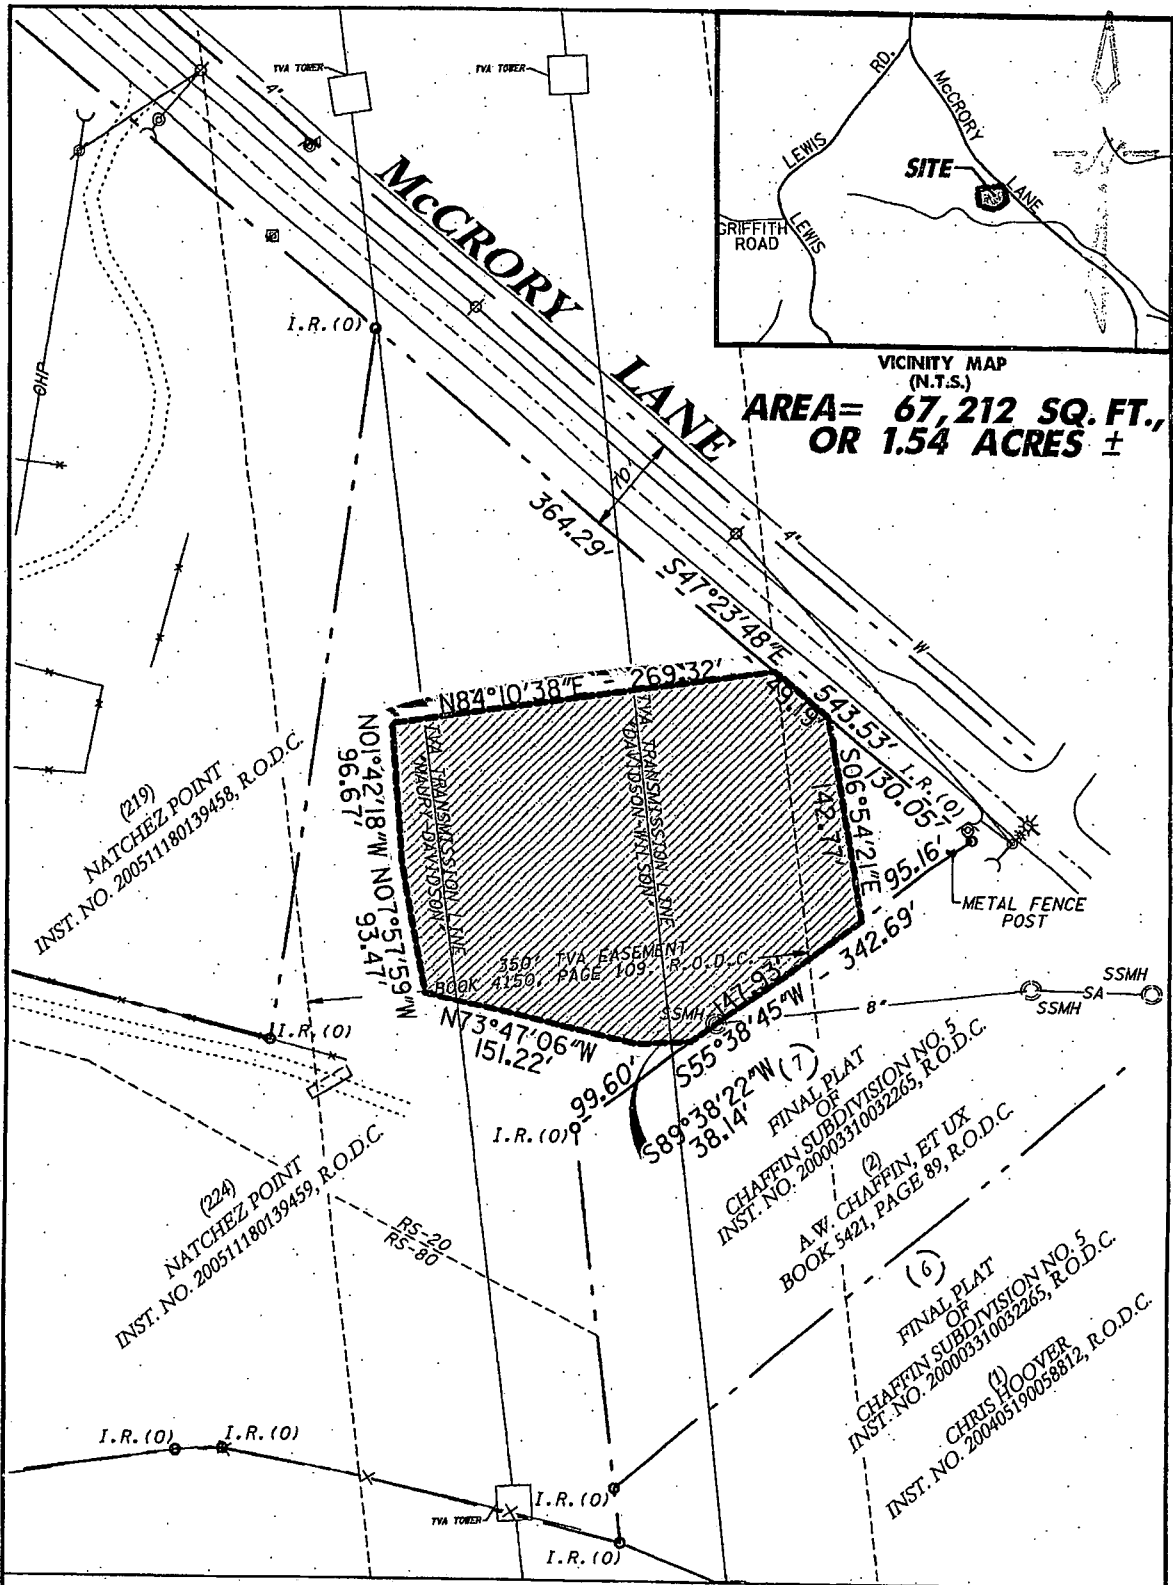 TVA TOWER
TVA TOWER
4"
McCRORY
LANE
RD.
LEWIS
McCRORY
SITE
LANE
GRIFFITH
ROAD
LEWIS
VICINITY MAP
(N.T.S.)
AREA= 67,212 SQ. FT.,
OR 1.54 ACRES ±
OHP
I.R.(O)
70'
4"
W
364.29'
S47°23'48"E - 543.53'
N84°10'38"E - 269.32'
49.19'
I.R.(O)
130.05'
S06°54'21"E
142.77'
N01°42'18"W
96.67'
N07°57'59"W
93.47'
TVA TRANSMISSION LINE
"MAURY-DAVIDSON"
TVA TRANSMISSION LINE
"DAVIDSON-WILSON"
350' TVA EASEMENT
BOOK 4150, PAGE 109, R.O.D.C.
95.16'
METAL FENCE
POST
(219)
NATCHEZ POINT
INST. NO. 200511180139458, R.O.D.C.
I.R.(O)
N73°47'06"W
151.22'
SSMH
147.93'
S55°38'45"W - 342.69'
8"
SSMH
SA
SSMH
99.60'
I.R.(O)
S89°38'22"W
38.14'
(7)
FINAL PLAT
OF
CHAFFIN SUBDIVISION NO. 5
INST. NO. 200003310032265, R.O.D.C.
(2)
A.W. CHAFFIN, ET UX
BOOK 5421, PAGE 89, R.O.D.C.
(224)
NATCHEZ POINT
INST. NO. 200511180139459, R.O.D.C.
RS-20
RS-80
(6)
FINAL PLAT
OF
CHAFFIN SUBDIVISION NO. 5
INST. NO. 200003310032265, R.O.D.C.
(1)
CHRIS HOOVER
INST. NO. 200405190058812, R.O.D.C.
I.R.(O)
I.R.(O)
TVA TOWER
I.R.(O)
I.R.(O)